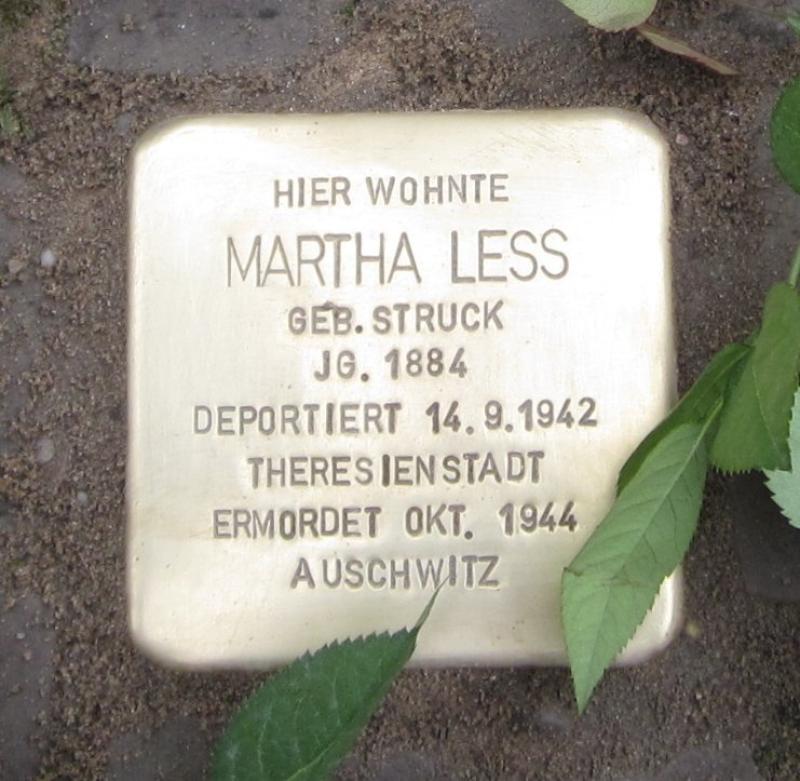 HIER WOHNTE
MARTHA LESS
GEB. STRUCK
JG. 1884
DEPORTIERT 14.9.1942
THERESIENSTADT
ERMORDET OKT. 1944
AUSCHWITZ